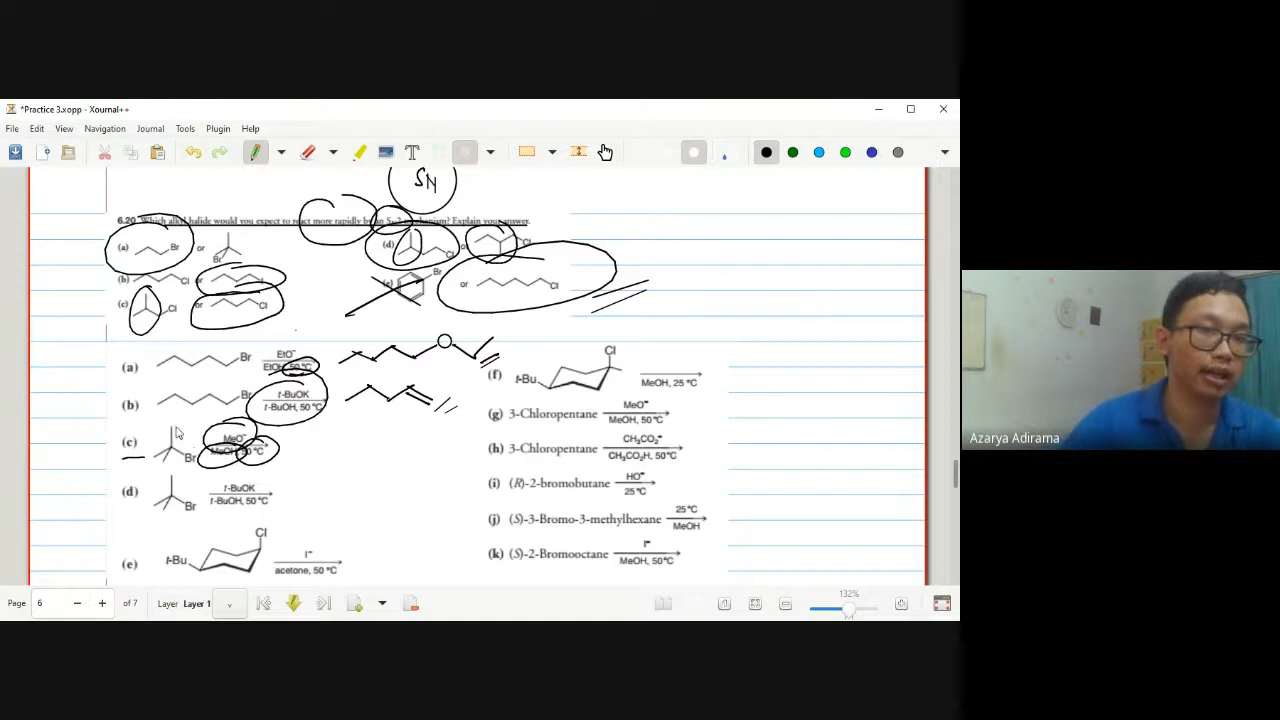 *Practice 3.xopp - Xournal++
File Edit View Navigation Journal Tools Plugin Help
SN
6.20 Which alkyl halide would you expect to react more rapidly by an SN2 mechanism? Explain your answer.
(a) Br or Br
(d) Cl or Cl
(b) Cl or
(e) Br or Cl
(c) Cl or Cl
(a) Br EtO⁻ EtOH, 50 °C
(b) Br t-BuOK t-BuOH, 50 °C
(c) Br MeO⁻ MeOH, 50 °C
(d) Br t-BuOK t-BuOH, 50 °C
(e) t-Bu Cl I⁻ acetone, 50 °C
(f) t-Bu Cl MeOH, 25 °C
(g) 3-Chloropentane MeO⁻ MeOH, 50 °C
(h) 3-Chloropentane CH₃CO₂⁻ CH₃CO₂H, 50 °C
(i) (R)-2-bromobutane HO⁻ 25 °C
(j) (S)-3-Bromo-3-methylhexane 25 °C MeOH
(k) (S)-2-Bromooctane I⁻ MeOH, 50 °C
Azarya Adirama
Page 6 of 7 Layer Layer 1 132%